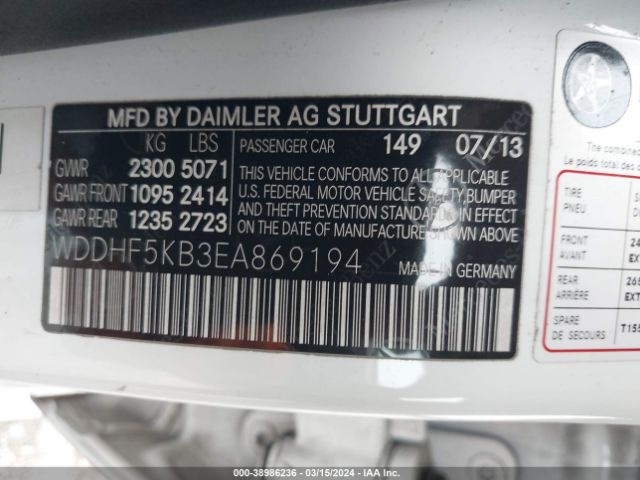 MFD BY DAIMLER AG STUTTGART
KG LBS PASSENGER CAR 149 07/13
GVWR 2300 5071
GAWR FRONT 1095 2414
GAWR REAR 1235 2723
THIS VEHICLE CONFORMS TO ALL APPLICABLE
U.S. FEDERAL MOTOR VEHICLE SAFETY, BUMPER
AND THEFT PREVENTION STANDARDS IN EFFECT
ON THE DATE OF MANUFACTURE SHOWN ABOVE.
WDDHF5KB3EA869194 MADE IN GERMANY
The
Le poids
TIRE
PNEU
FRONT
AVANT
REAR
ARRIÈRE
SPARE
DE SECOURS
000-38986236 - 03/15/2024 - IAA Inc.